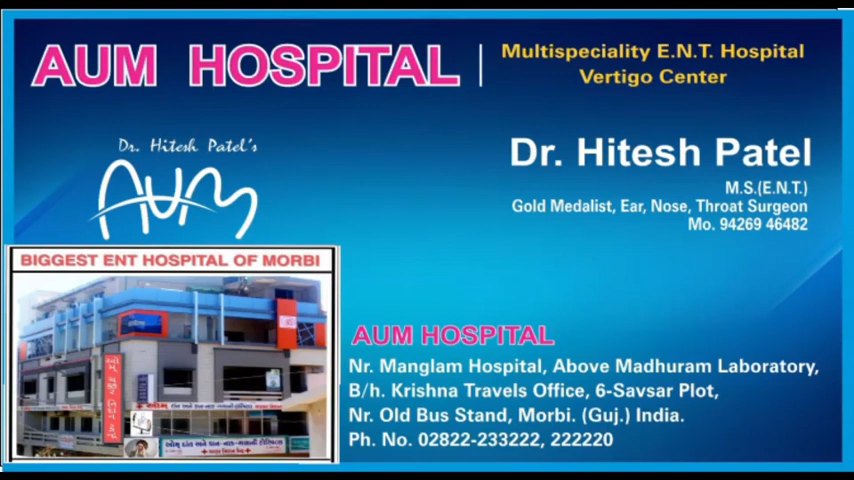 AUM HOSPITAL
Multispeciality E.N.T. Hospital
Vertigo Center
Dr. Hitesh Patel's
AUM
Dr. Hitesh Patel
M.S.(E.N.T.)
Gold Medalist, Ear, Nose, Throat Surgeon
Mo. 94269 46482
BIGGEST ENT HOSPITAL OF MORBI
AUM HOSPITAL
Nr. Manglam Hospital, Above Madhuram Laboratory,
B/h. Krishna Travels Office, 6-Savsar Plot,
Nr. Old Bus Stand, Morbi. (Guj.) India.
Ph. No. 02822-233222, 222220